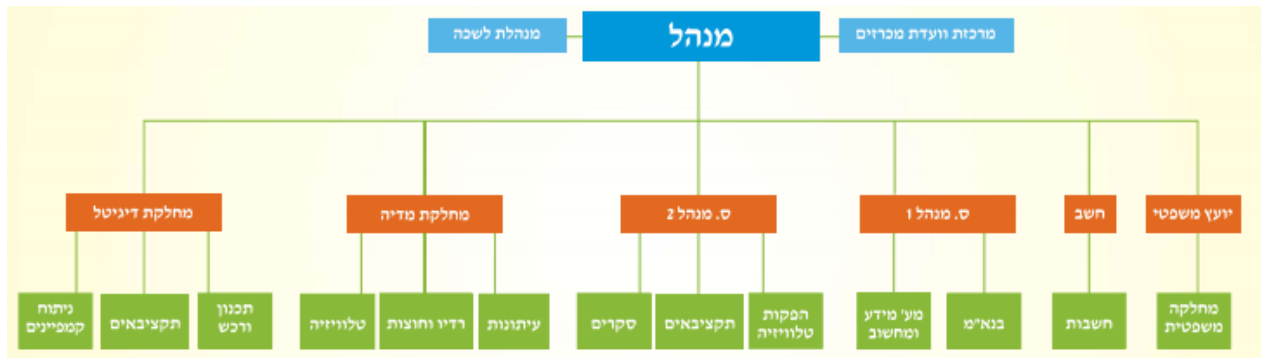 מרכזת וועדת מכרזים
מנהל
מנהלת לשכה
יועץ משפטי
חשב
ס. מנהל 1
ס. מנהל 2
מחלקת מדיה
מחלקת דיגיטל
מחלקה
משפטית
חשבות
בנא"מ
מע' מידע
ומחשוב
הפקות
טלוויזיה
תקציבאים
סקרים
עיתונות
רדיו וחוצות
טלוויזיה
תכנון
ורכש
תקציבאים
ניתוח
קמפיינים